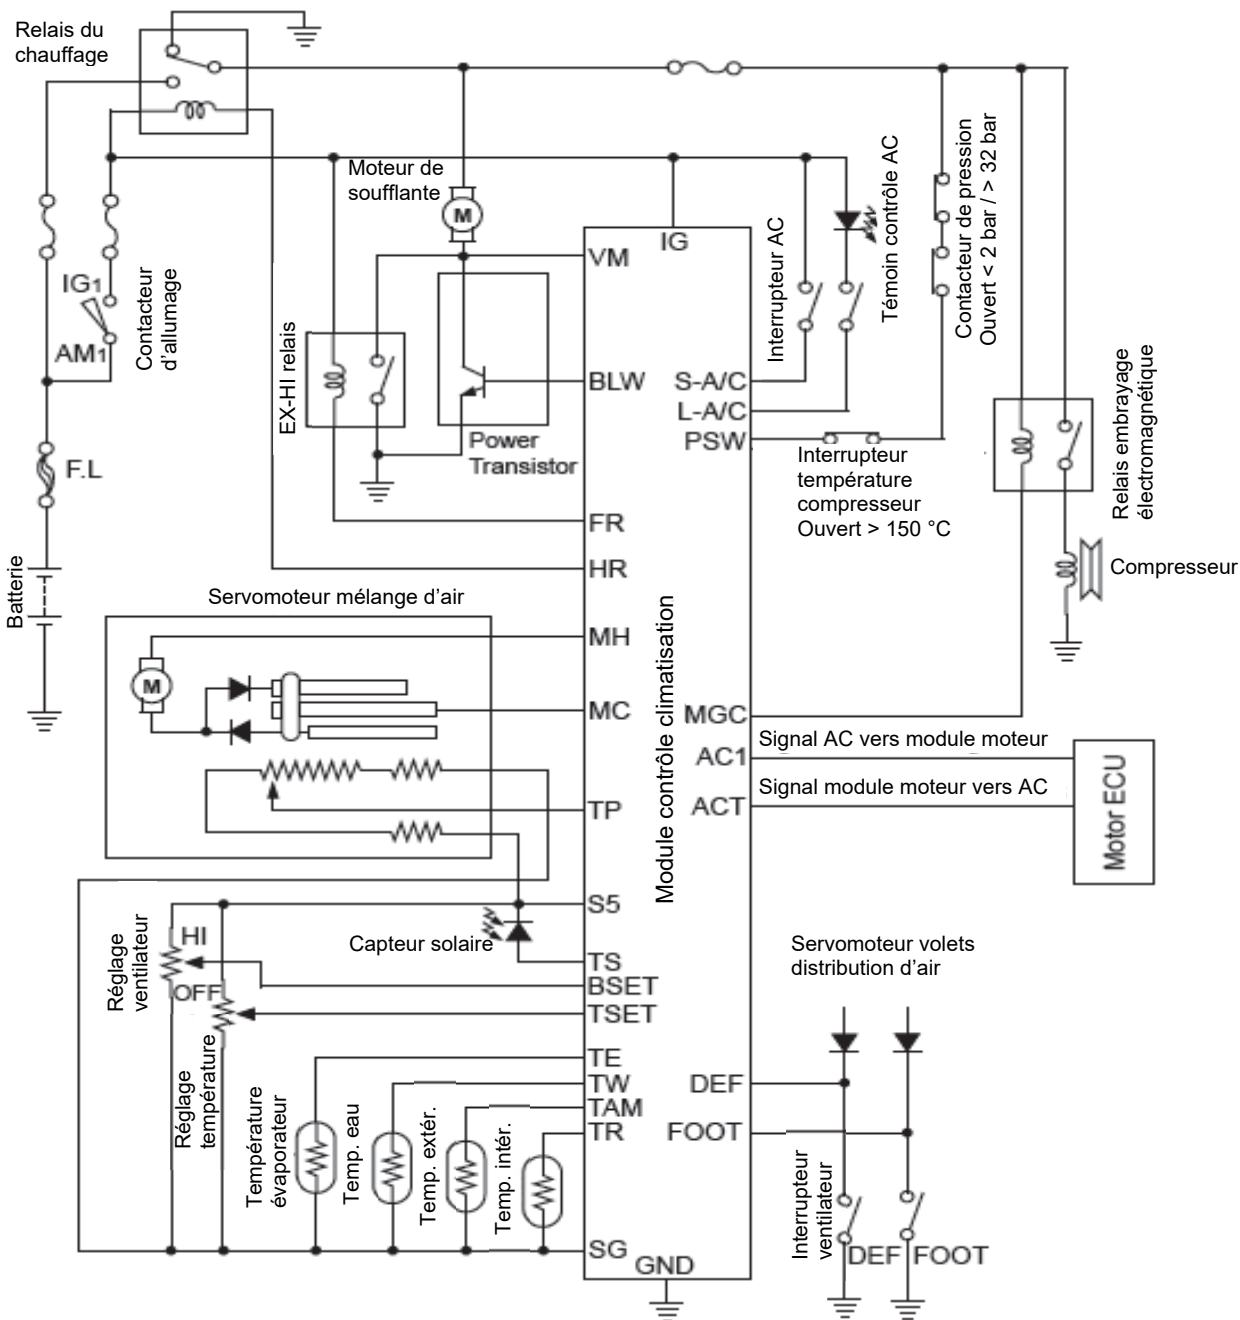 Relais du
chauffage
Moteur de
soufflante
M
IG
VM
Interrupteur AC
Témoin contrôle AC
Contacteur de pression
Ouvert < 2 bar / > 32 bar
IG1
AM1
Contacteur
d'allumage
EX-HI relais
BLW
S-A/C
L-A/C
PSW
Power
Transistor
Interrupteur
température
compresseur
Ouvert > 150 °C
Relais embrayage
électromagnétique
F.L
FR
HR
Batterie
Compresseur
Servomoteur mélange d'air
MH
M
MC
Module contrôle climatisation
MGC
Signal AC vers module moteur
AC1
Signal module moteur vers AC
ACT
Motor ECU
TP
S5
Réglage
ventilateur
HI
OFF
Capteur solaire
TS
BSET
TSET
Servomoteur volets
distribution d'air
Réglage
température
TE
TW
TAM
TR
DEF
FOOT
Température
évaporateur
Temp. eau
Temp. extér.
Temp. intér.
Interrupteur
ventilateur
DEF
FOOT
SG
GND